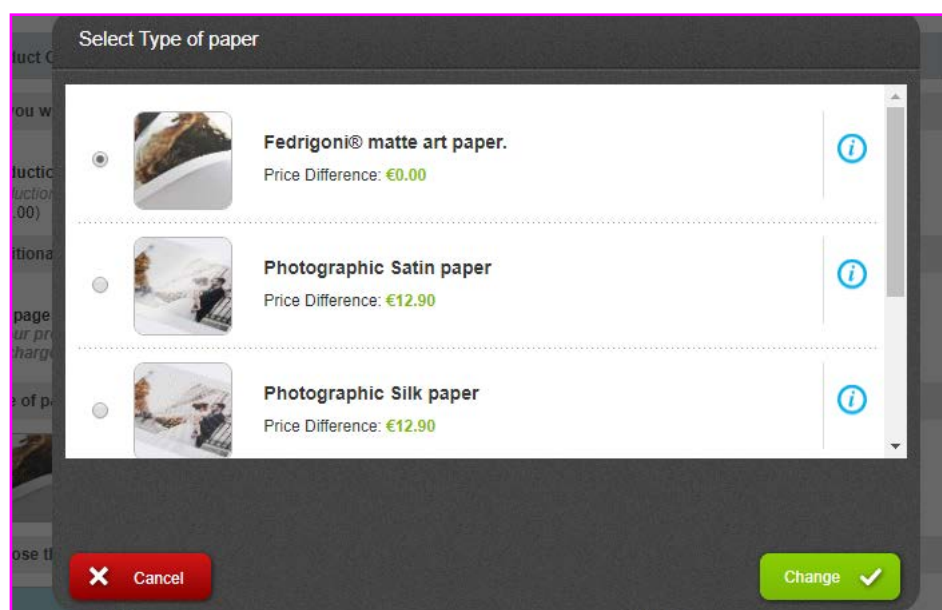 Select Type of paper
Fedrigoni® matte art paper.
Price Difference: €0.00
Photographic Satin paper
Price Difference: €12.90
Photographic Silk paper
Price Difference: €12.90
Cancel
Change